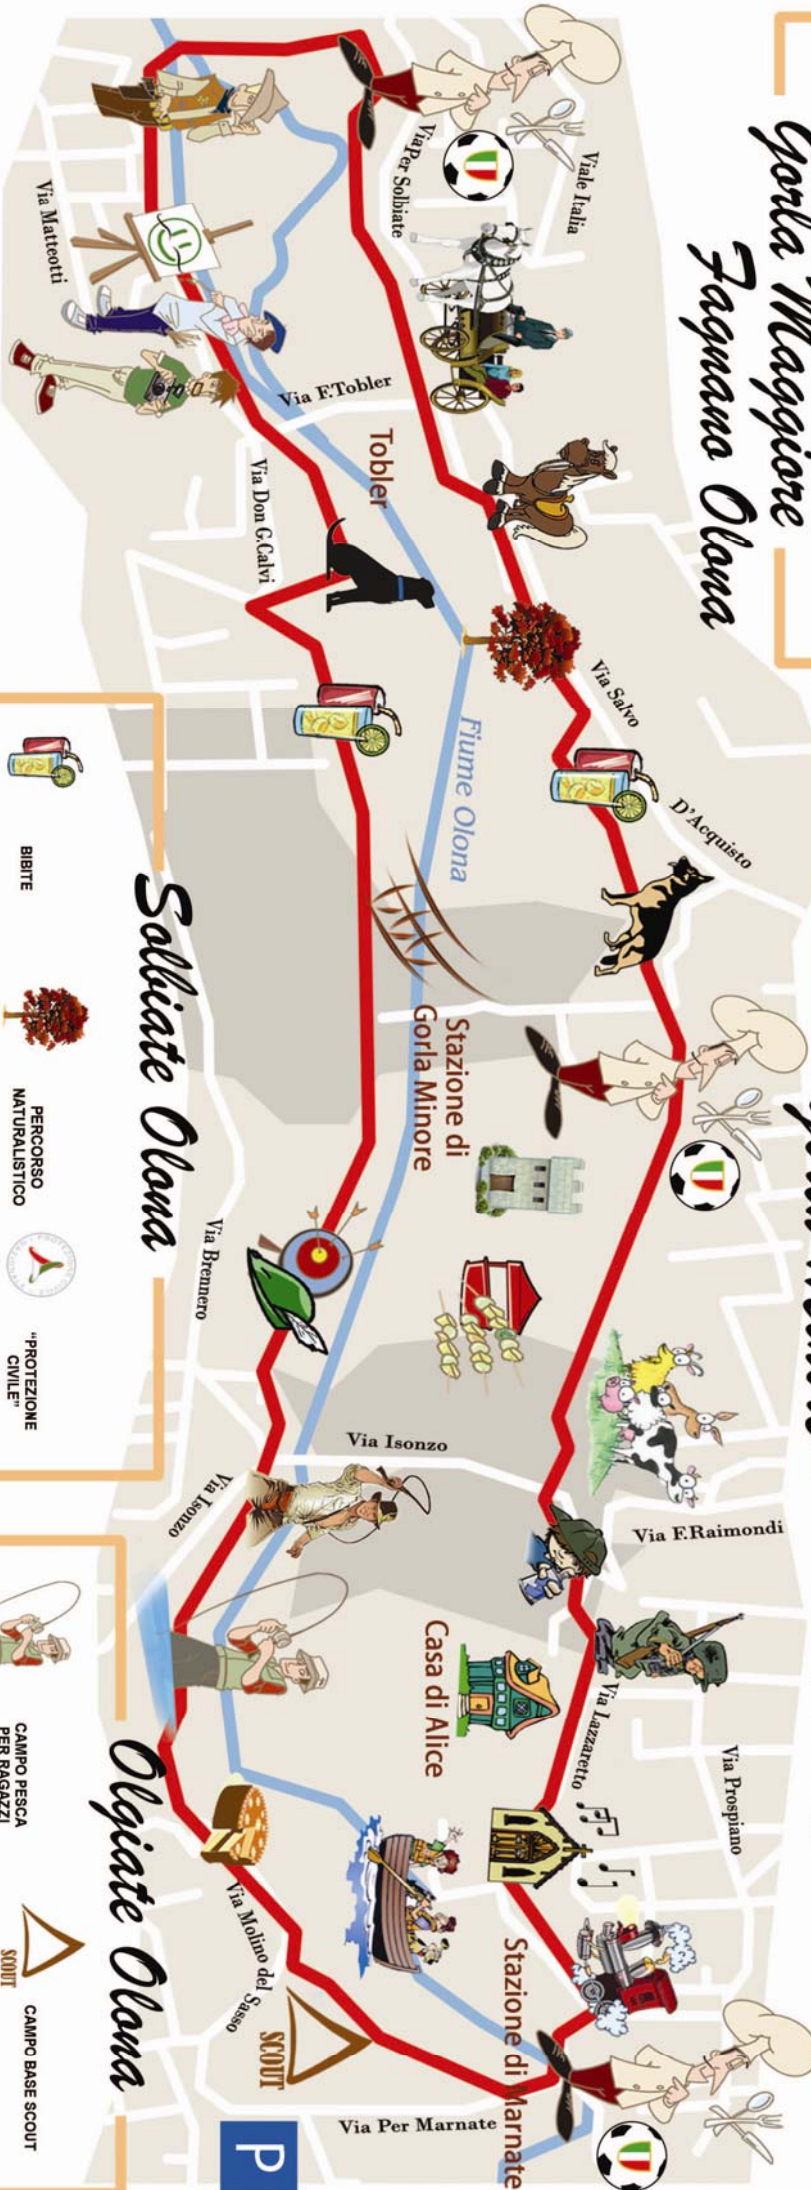 Gorla Maggiore
Fagnano Olona
Viale Italia
Via Per Solbiate
Via Matteotti
Via F.Tobler
Tobler
Via Don G.Calvi
Via Salvo
D'Acquisto
Fiume Olona
Stazione di
Gorla Minore
Via Brennero
Via Isonzo
Via Isonzo
Via F.Raimondi
Via Lazzaretto
Via Prospiano
Casa di Alice
Via Molino del Sasso
SCOUT
Stazione di Marnate
Via Per Marnate
P
Solbiate Olona
BIBITE
PERCORSO
NATURALISTICO
"PROTEZIONE
CIVILE"
Olgiate Olona
CAMPO PESCA
PER RAGAZZI
SCOUT
CAMPO BASE SCOUT